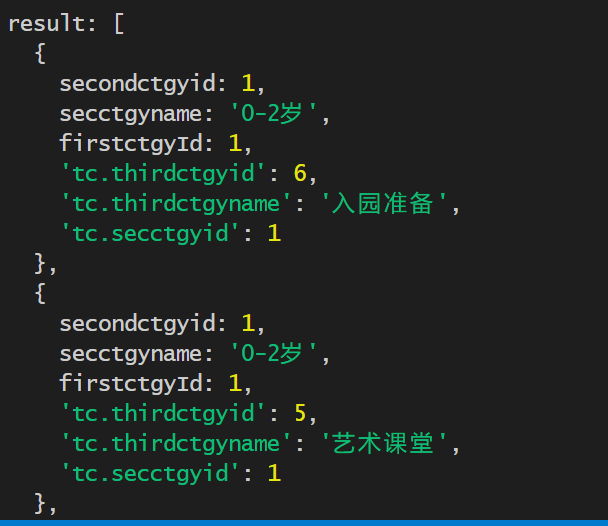 result: [
{
secondctgyid: 1,
secctgyname: '0-2岁',
firstctgyId: 1,
'tc.thirdctgyid': 6,
'tc.thirdctgyname': '入园准备',
'tc.secctgyid': 1
},
{
secondctgyid: 1,
secctgyname: '0-2岁',
firstctgyId: 1,
'tc.thirdctgyid': 5,
'tc.thirdctgyname': '艺术课堂',
'tc.secctgyid': 1
},